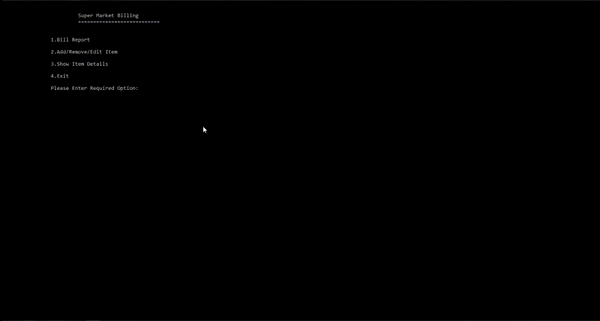 Super Market Billing
===========================
1.Bill Report
2.Add/Remove/Edit Item
3.Show Item Details
4.Exit
Please Enter Required Option: